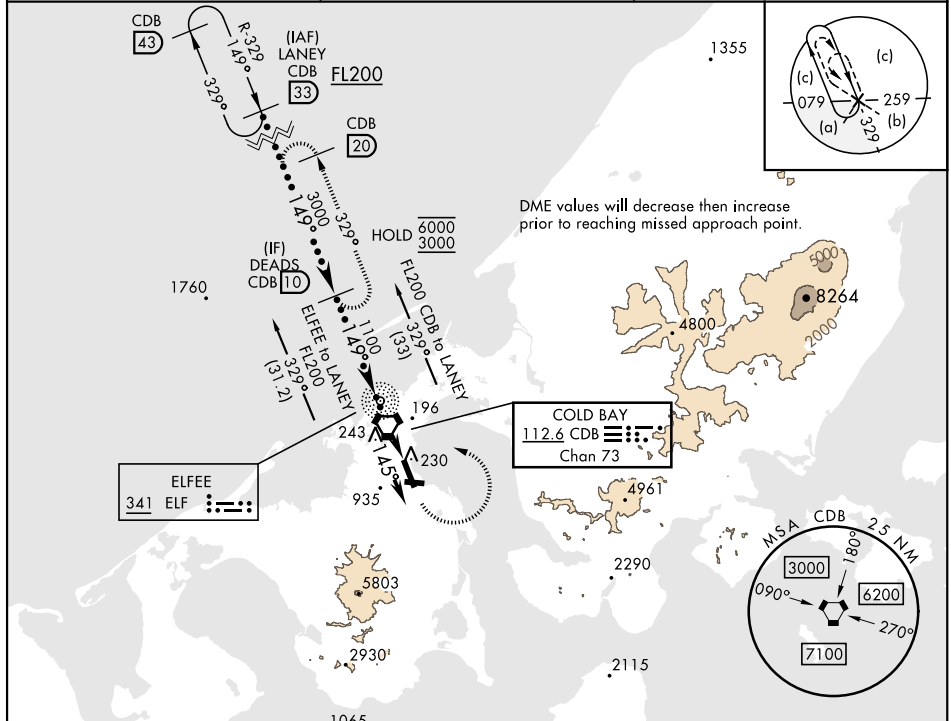 CDB
43
R-329
149°
329°
(IAF)
LANEY
CDB
33
FL200
CDB
20
3000
149°
329°
HOLD 6000
3000
(IF)
DEADS
CDB 10
1760
ELFEE to LANEY
FL200
329°
(31.2)
1100
149°
FL200 CDB to LANEY
329°
(33)
1355
(c)
(c)
079
259
(a)
(b)
329
DME values will decrease then increase
prior to reaching missed approach point.
5000
8264
2000
4800
196
243
230
145°
935
COLD BAY
112.6 CDB
Chan 73
ELFEE
341 ELF
4961
2290
5803
2930
2115
1065
MSA CDB 25 NM
180°
3000
090°
6200
270°
7100